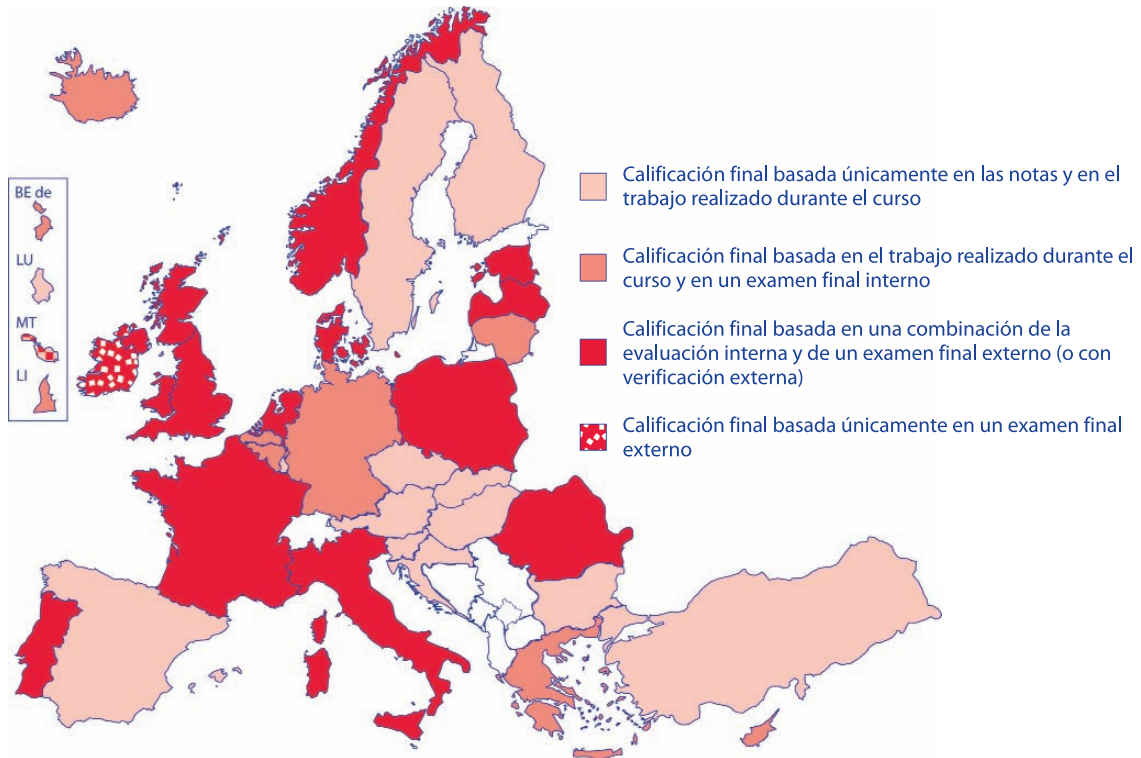 BE de
LU
MT
LI
Calificación final basada únicamente en las notas y en el
trabajo realizado durante el curso
Calificación final basada en el trabajo realizado durante el
curso y en un examen final interno
Calificación final basada en una combinación de la
evaluación interna y de un examen final externo (o con
verificación externa)
Calificación final basada únicamente en un examen final
externo